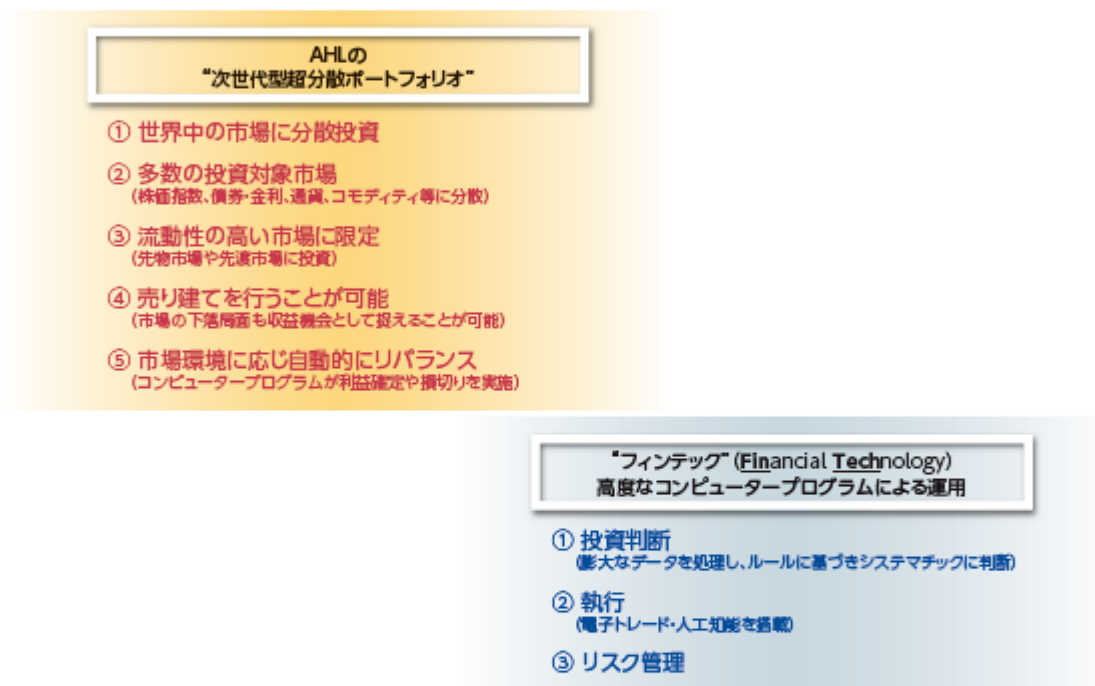 AHLの
“次世代型超分散ポートフォリオ”
① 世界中の市場に分散投資
② 多数の投資対象市場
(株価指数、債券・金利、通貨、コモディティ等に分散)
③ 流動性の高い市場に限定
(先物市場や先渡市場に投資)
④ 売り建てを行うことが可能
(市場の下落局面も収益機会として捉えることが可能)
⑤ 市場環境に応じ自動的にリバランス
(コンピュータープログラムが利益確定や損切りを実施)
“フィンテック” (Financial Technology)
高度なコンピュータープログラムによる運用
① 投資判断
(膨大なデータを処理し、ルールに基づきシステマチックに判断)
② 執行
(電子トレード・人工知能を搭載)
③ リスク管理